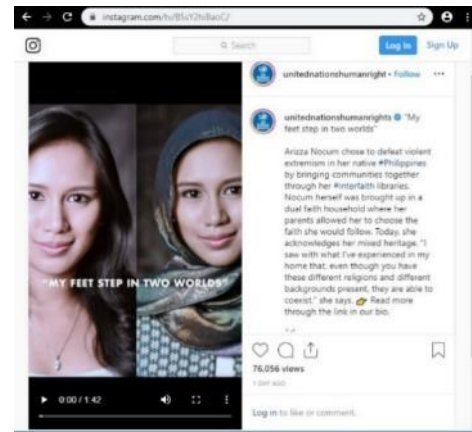 Search
Log In
Sign Up
unitednationshumanright • Follow
unitednationshumanrights "My
feet step in two worlds"
Arizza Nocum chose to defeat violent
extremism in her native #Philippines
by bringing communities together
through her #interfaith libraries.
Nocum herself was brought up in a
dual faith household where her
parents allowed her to choose the
faith she would follow. Today, she
acknowledges her mixed heritage. "I
saw with what I've experienced in my
home that, even though you have
these different religions and different
backgrounds present, they are able to
coexist," she says. 👉 Read more
through the link in our bio.
"MY FEET STEP IN TWO WORLDS"
76,056 views
1 DAY AGO
0:00 / 1:42
Log in to like or comment.